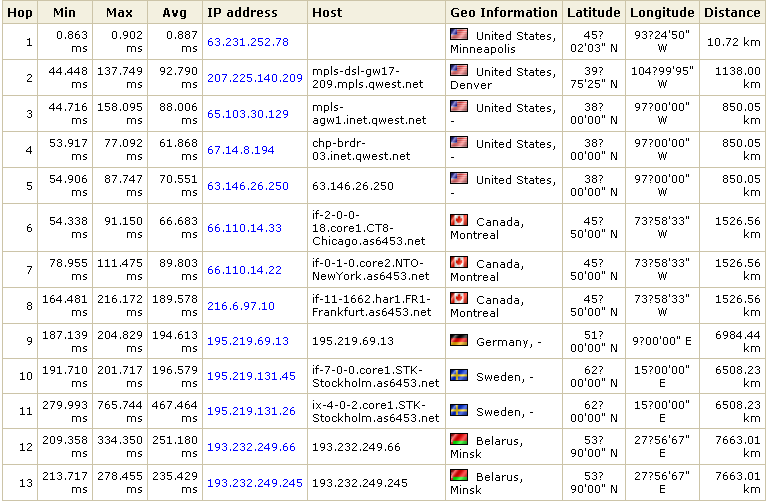 Hop Min Max Avg IP address Host Geo Information Latitude Longitude Distance
1 0.863 ms 0.902 ms 0.887 ms 63.231.252.78 United States, Minneapolis 45?02'03" N 93?24'50" W 10.72 km
2 44.448 ms 137.749 ms 92.790 ms 207.225.140.209 mpls-dsl-gw17-209.mpls.qwest.net United States, Denver 39?75'25" N 104?99'95" W 1138.00 km
3 44.716 ms 158.095 ms 88.006 ms 65.103.30.129 mpls-agw1.inet.qwest.net United States, - 38?00'00" N 97?00'00" W 850.05 km
4 53.917 ms 77.092 ms 61.868 ms 67.14.8.194 chp-brdr-03.inet.qwest.net United States, - 38?00'00" N 97?00'00" W 850.05 km
5 54.906 ms 87.747 ms 70.551 ms 63.146.26.250 63.146.26.250 United States, - 38?00'00" N 97?00'00" W 850.05 km
6 54.338 ms 91.150 ms 66.683 ms 66.110.14.33 if-2-0-0-18.core1.CT8-Chicago.as6453.net Canada, Montreal 45?50'00" N 73?58'33" W 1526.56 km
7 78.955 ms 111.475 ms 89.803 ms 66.110.14.22 if-0-1-0.core2.NTO-NewYork.as6453.net Canada, Montreal 45?50'00" N 73?58'33" W 1526.56 km
8 164.481 ms 216.172 ms 189.578 ms 216.6.97.10 if-11-1662.har1.FR1-Frankfurt.as6453.net Canada, Montreal 45?50'00" N 73?58'33" W 1526.56 km
9 187.139 ms 204.829 ms 194.613 ms 195.219.69.13 195.219.69.13 Germany, - 51?00'00" N 9?00'00" E 6984.44 km
10 191.710 ms 201.717 ms 196.579 ms 195.219.131.45 if-7-0-0.core1.STK-Stockholm.as6453.net Sweden, - 62?00'00" N 15?00'00" E 6508.23 km
11 279.993 ms 765.744 ms 467.464 ms 195.219.131.26 ix-4-0-2.core1.STK-Stockholm.as6453.net Sweden, - 62?00'00" N 15?00'00" E 6508.23 km
12 209.358 ms 334.350 ms 251.180 ms 193.232.249.66 193.232.249.66 Belarus, Minsk 53?90'00" N 27?56'67" E 7663.01 km
13 213.717 ms 278.455 ms 235.429 ms 193.232.249.245 193.232.249.245 Belarus, Minsk 53?90'00" N 27?56'67" E 7663.01 km